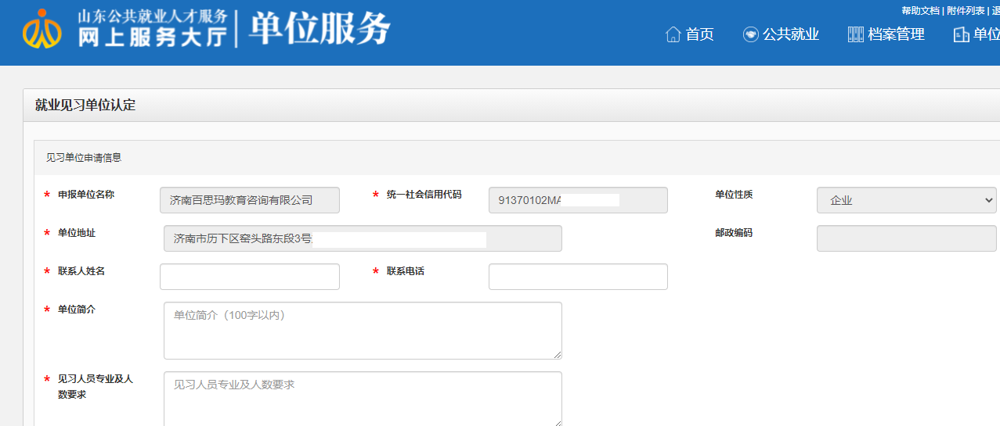 山东公共就业人才服务
网上服务大厅
单位服务
帮助文档 | 附件列表 |
首页
公共就业
档案管理
单位
就业见习单位认定
见习单位申请信息
* 申报单位名称
济南百思玛教育咨询有限公司
* 统一社会信用代码
91370102MA
单位性质
企业
* 单位地址
济南市历下区窑头路东段3号
邮政编码
* 联系人姓名
* 联系电话
* 单位简介
单位简介（100字以内）
* 见习人员专业及人
数要求
见习人员专业及人数要求